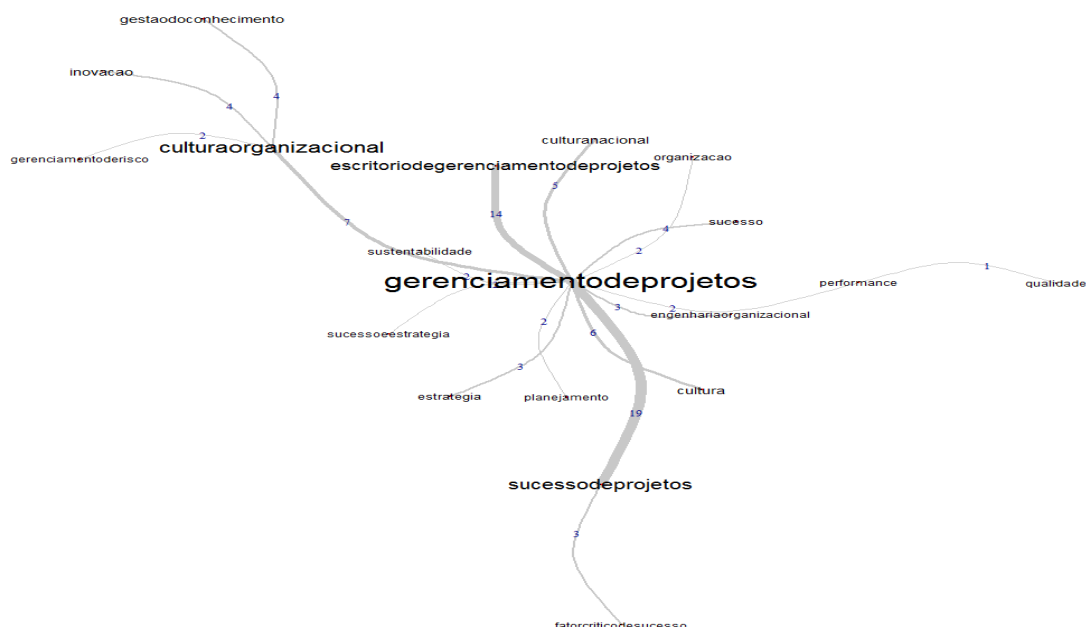 gestaodoconhecimento
inovacao
4
4
2
gerenciamentoderisco
culturaorganizacional
culturanacional
organizacao
escritoriodegerenciamentodeprojetos
5
14
7
4
sucesso
sustentabilidade
2
2
gerenciamentodeprojetos
performance
1
qualidade
3
2
engenhariaorganizacional
sucessoeestrategia
2
6
3
estrategia
planejamento
cultura
19
sucessodeprojetos
3
fatorcriticodesucesso